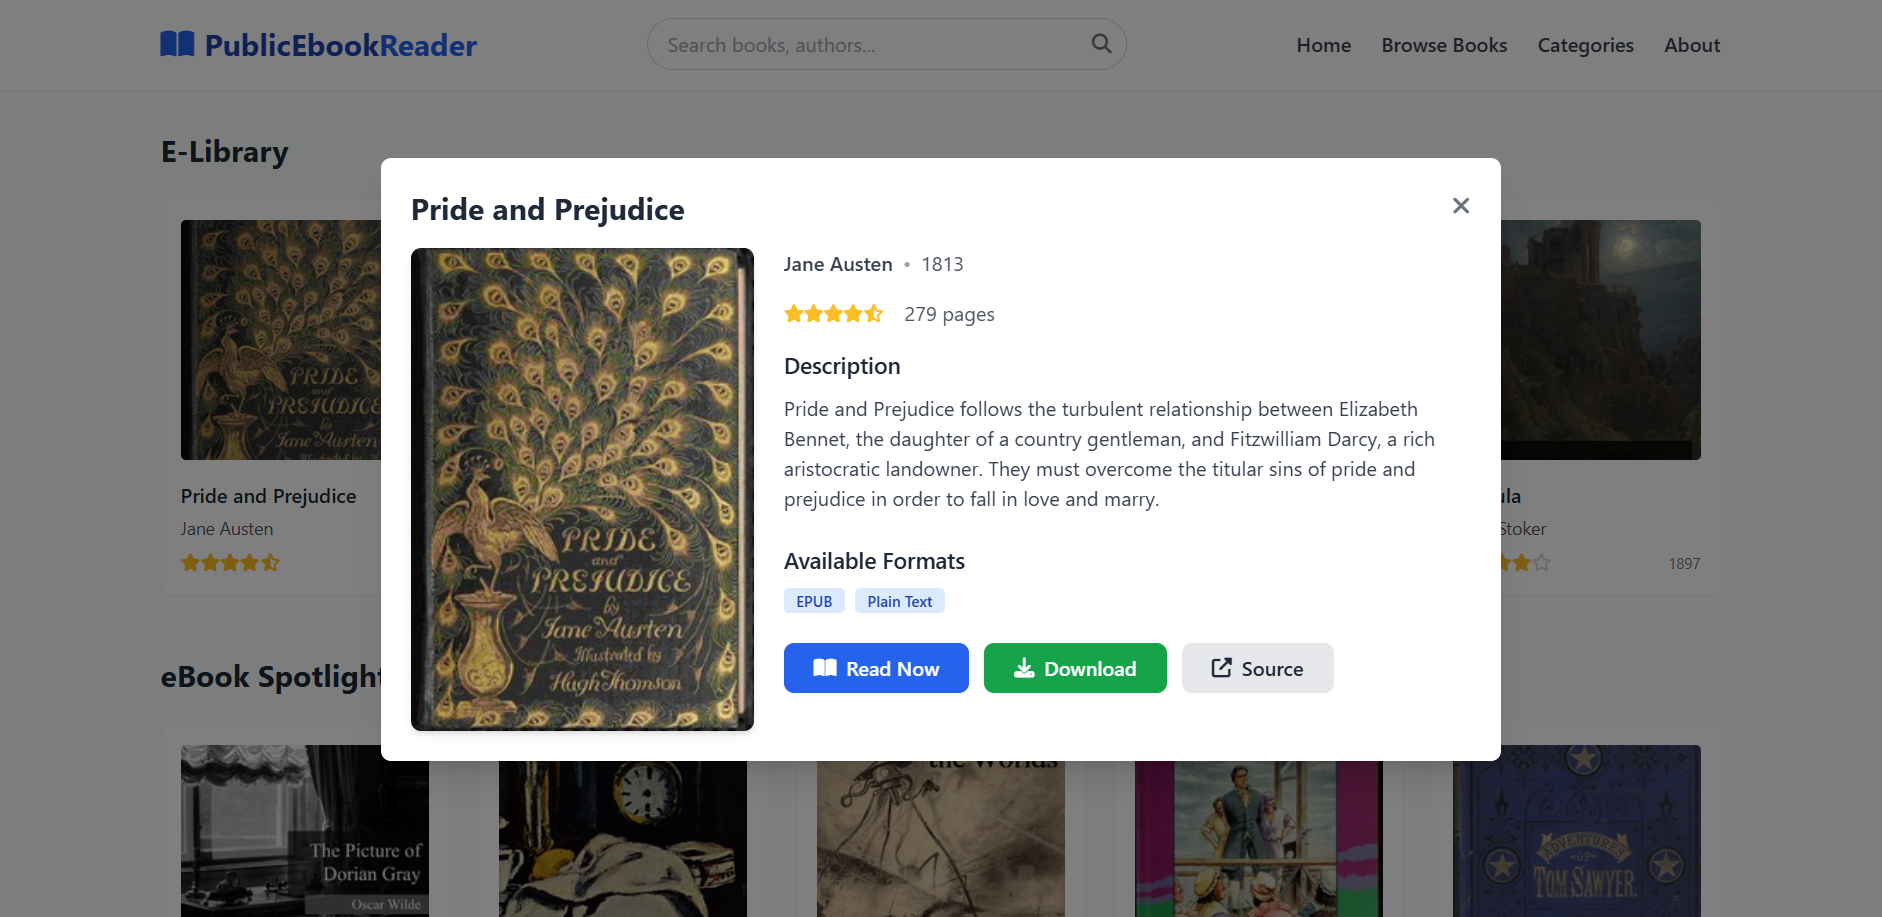 PublicEbookReader
Search books, authors...
Home
Browse Books
Categories
About
E-Library
Pride and Prejudice
Jane Austen • 1813
279 pages
Description
Pride and Prejudice follows the turbulent relationship between Elizabeth
Bennet, the daughter of a country gentleman, and Fitzwilliam Darcy, a rich
aristocratic landowner. They must overcome the titular sins of pride and
prejudice in order to fall in love and marry.
Available Formats
EPUB
Plain Text
Read Now
Download
Source
PRIDE
and
PREJUDICE
by
Jane Austen
Illustrated by
Hugh Thomson
PRIDE
and
PREJUDICE
by
Jane Austen
Illustrated by
Pride and Prejudice
Jane Austen
ula
Stoker
1897
eBook Spotlight
The Picture of
Dorian Gray
Oscar Wilde
the Worlds
ADVENTURES
OF
TOM SAWYER.